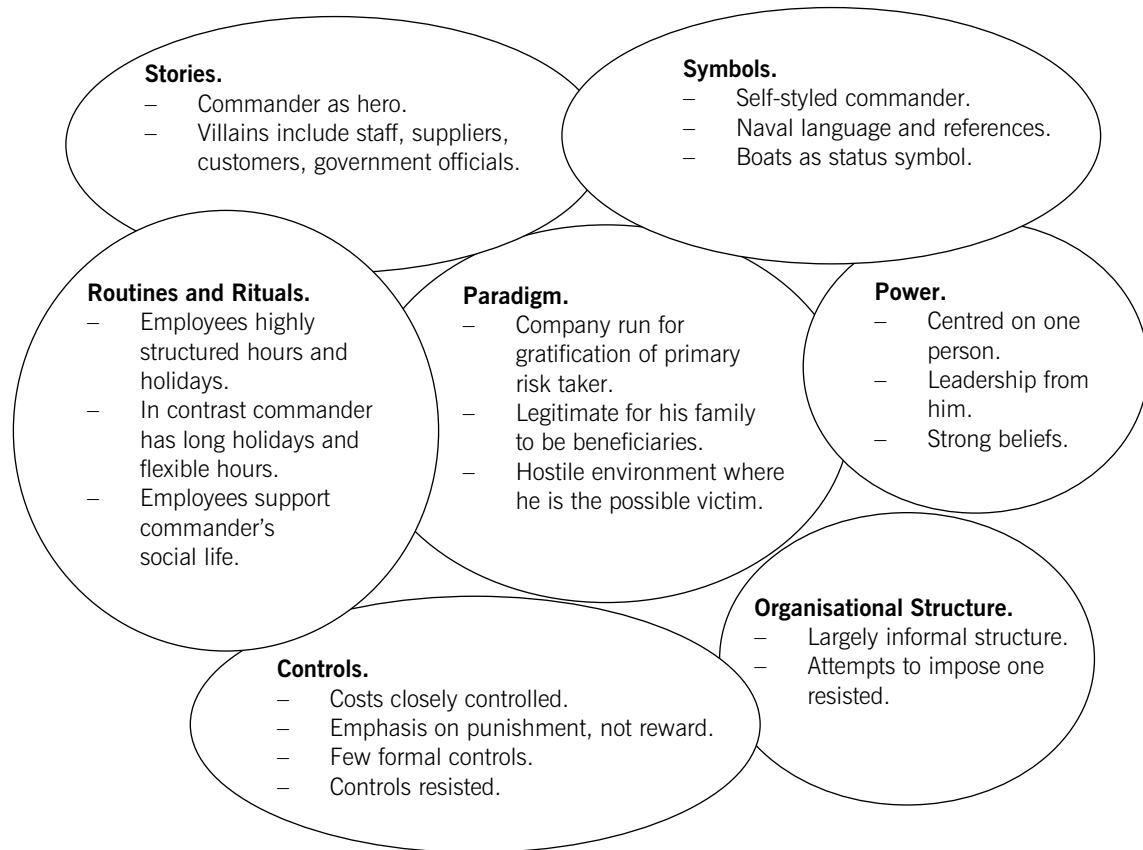 Stories.
– Commander as hero.
– Villains include staff, suppliers,
customers, government officials.
Symbols.
– Self-styled commander.
– Naval language and references.
– Boats as status symbol.
Routines and Rituals.
– Employees highly
structured hours and
holidays.
– In contrast commander
has long holidays and
flexible hours.
– Employees support
commander’s
social life.
Paradigm.
– Company run for
gratification of primary
risk taker.
– Legitimate for his family
to be beneficiaries.
– Hostile environment where
he is the possible victim.
Power.
– Centred on one
person.
– Leadership from
him.
– Strong beliefs.
Organisational Structure.
– Largely informal structure.
– Attempts to impose one
resisted.
Controls.
– Costs closely controlled.
– Emphasis on punishment, not reward.
– Few formal controls.
– Controls resisted.